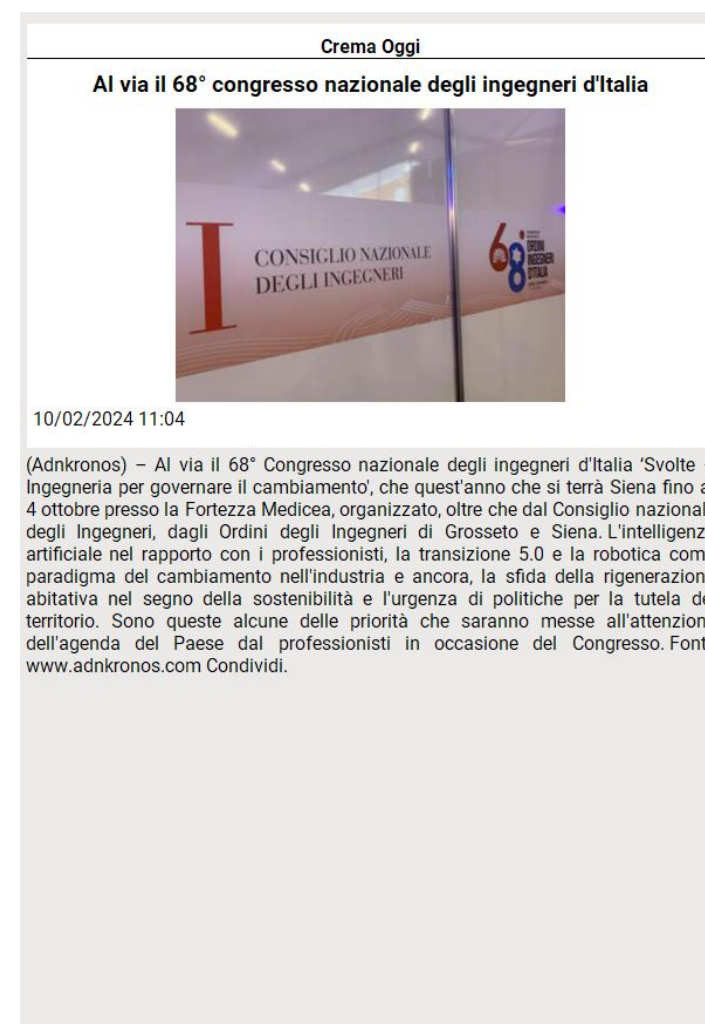 Crema Oggi
Al via il 68° congresso nazionale degli ingegneri d'Italia
I
CONSIGLIO NAZIONALE
DEGLI INGEGNERI
68°
ORDINI
INGEGNERI
D'ITALIA
10/02/2024 11:04
(Adnkronos) – Al via il 68° Congresso nazionale degli ingegneri d'Italia ‘Svolte
Ingegneria per governare il cambiamento', che quest'anno che si terrà Siena fino a
4 ottobre presso la Fortezza Medicea, organizzato, oltre che dal Consiglio nazional
degli Ingegneri, dagli Ordini degli Ingegneri di Grosseto e Siena. L'intelligenz
artificiale nel rapporto con i professionisti, la transizione 5.0 e la robotica com
paradigma del cambiamento nell'industria e ancora, la sfida della rigenerazion
abitativa nel segno della sostenibilità e l'urgenza di politiche per la tutela de
territorio. Sono queste alcune delle priorità che saranno messe all'attenzion
dell'agenda del Paese dal professionisti in occasione del Congresso. Font
www.adnkronos.com Condividi.